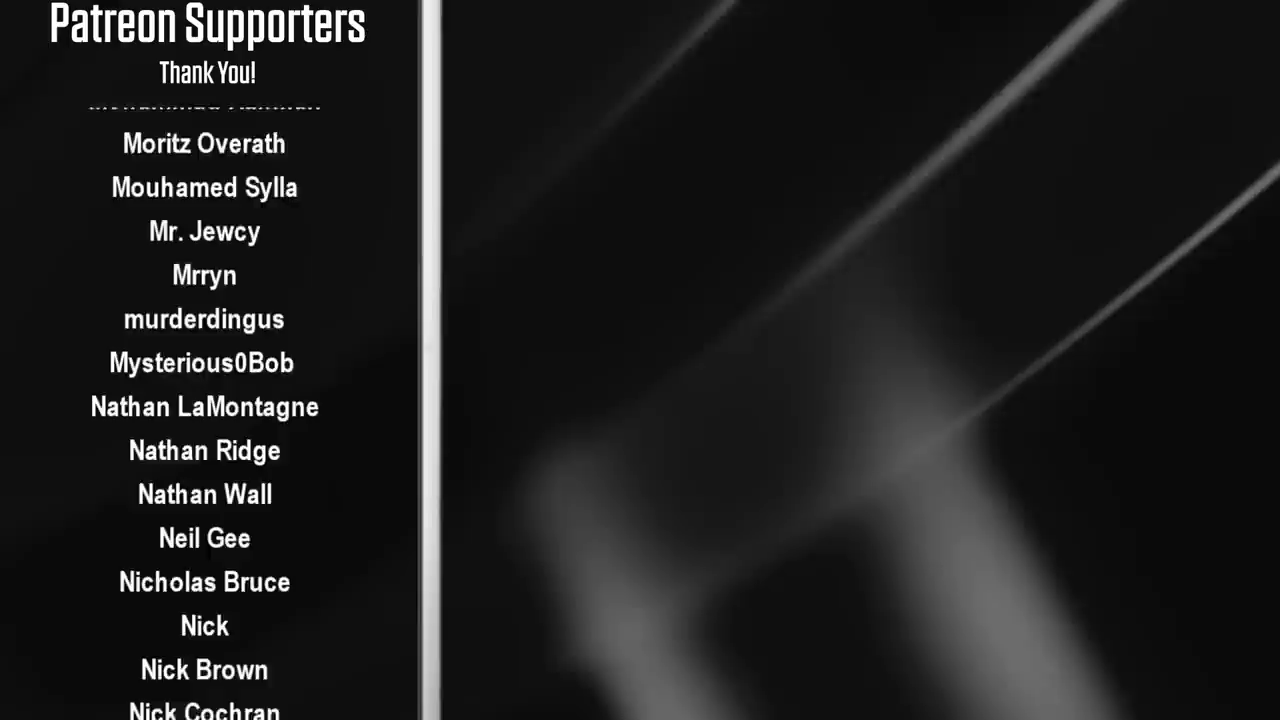 Patreon Supporters
Thank You!
Moritz Overath
Mouhamed Sylla
Mr. Jewcy
Mrryn
murderdingus
Mysterious0Bob
Nathan LaMontagne
Nathan Ridge
Nathan Wall
Neil Gee
Nicholas Bruce
Nick
Nick Brown
Nick Cochran